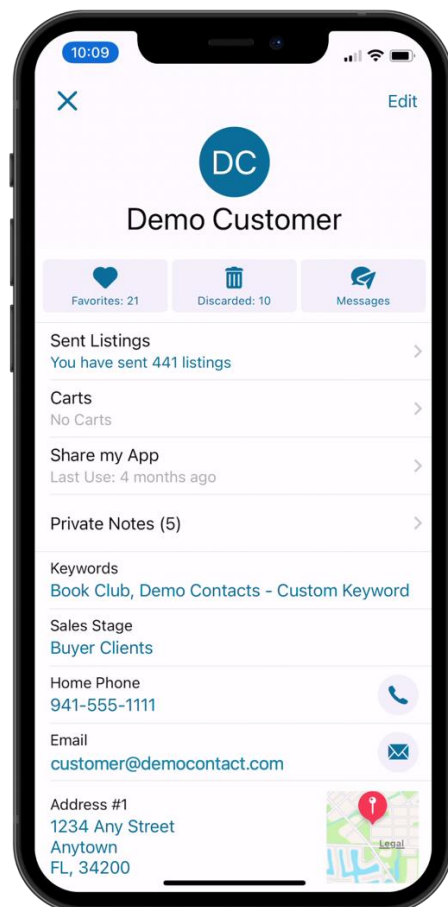 10:09
Edit
DC
Demo Customer
Favorites: 21
Discarded: 10
Messages
Sent Listings
You have sent 441 listings
Carts
No Carts
Share my App
Last Use: 4 months ago
Private Notes (5)
Keywords
Book Club, Demo Contacts - Custom Keyword
Sales Stage
Buyer Clients
Home Phone
941-555-1111
Email
customer@democontact.com
Address #1
1234 Any Street
Anytown
FL, 34200
Legal